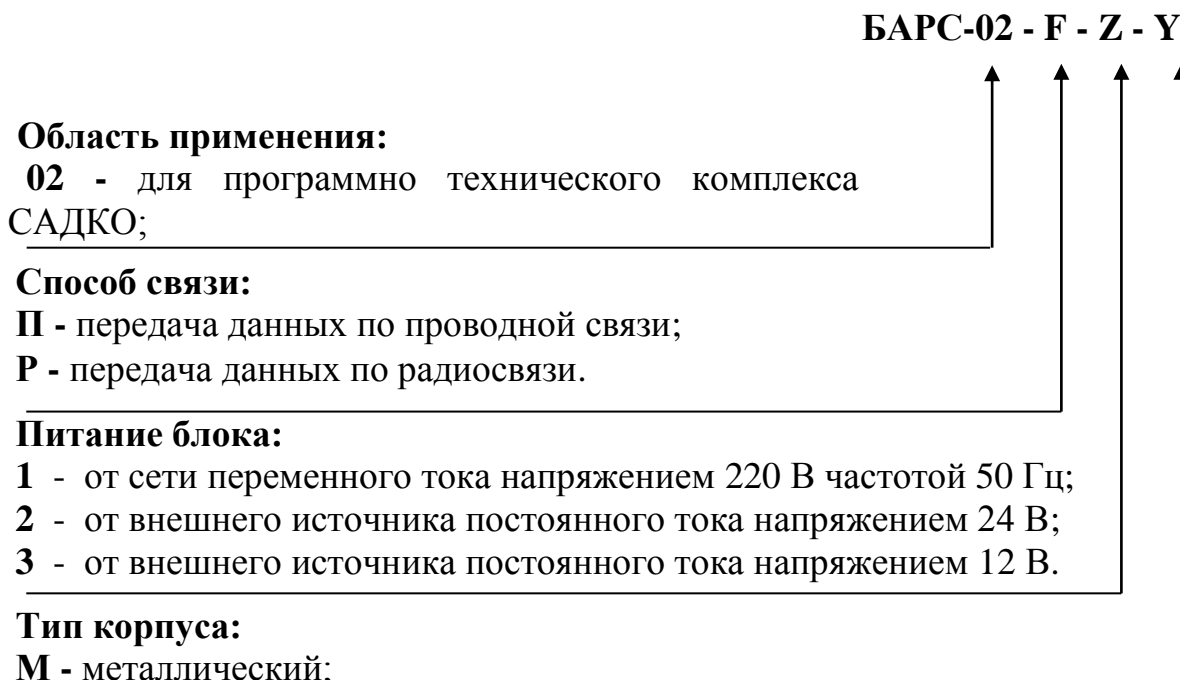 БАРС-02 - F - Z - Y
Область применения:
02 - для программно технического комплекса
САДКО;
Способ связи:
П - передача данных по проводной связи;
Р - передача данных по радиосвязи.
Питание блока:
1 - от сети переменного тока напряжением 220 В частотой 50 Гц;
2 - от внешнего источника постоянного тока напряжением 24 В;
3 - от внешнего источника постоянного тока напряжением 12 В.
Тип корпуса:
М - металлический;